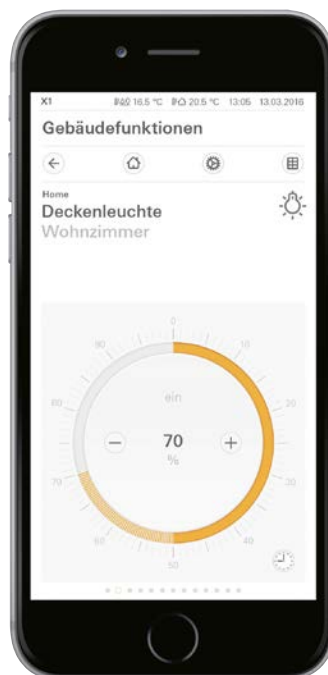 X1 16.5 °C 20.5 °C 13:05 13.03.2016
Gebäudefunktionen
Home
Deckenleuchte
Wohnzimmer
0
90 10
80 20
ein
− 70 +
%
70 30
60 40
50